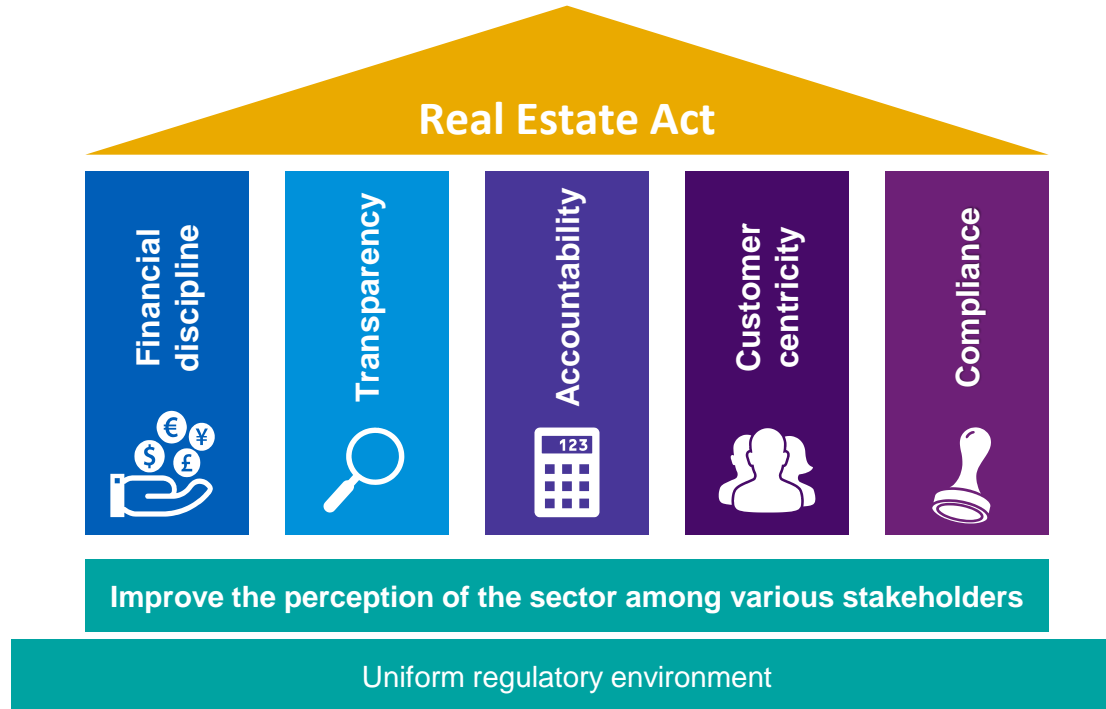 Real Estate Act
Financial
discipline
Transparency
Accountability
Customer
centricity
Compliance
€
¥
$
£
123
Improve the perception of the sector among various stakeholders
Uniform regulatory environment